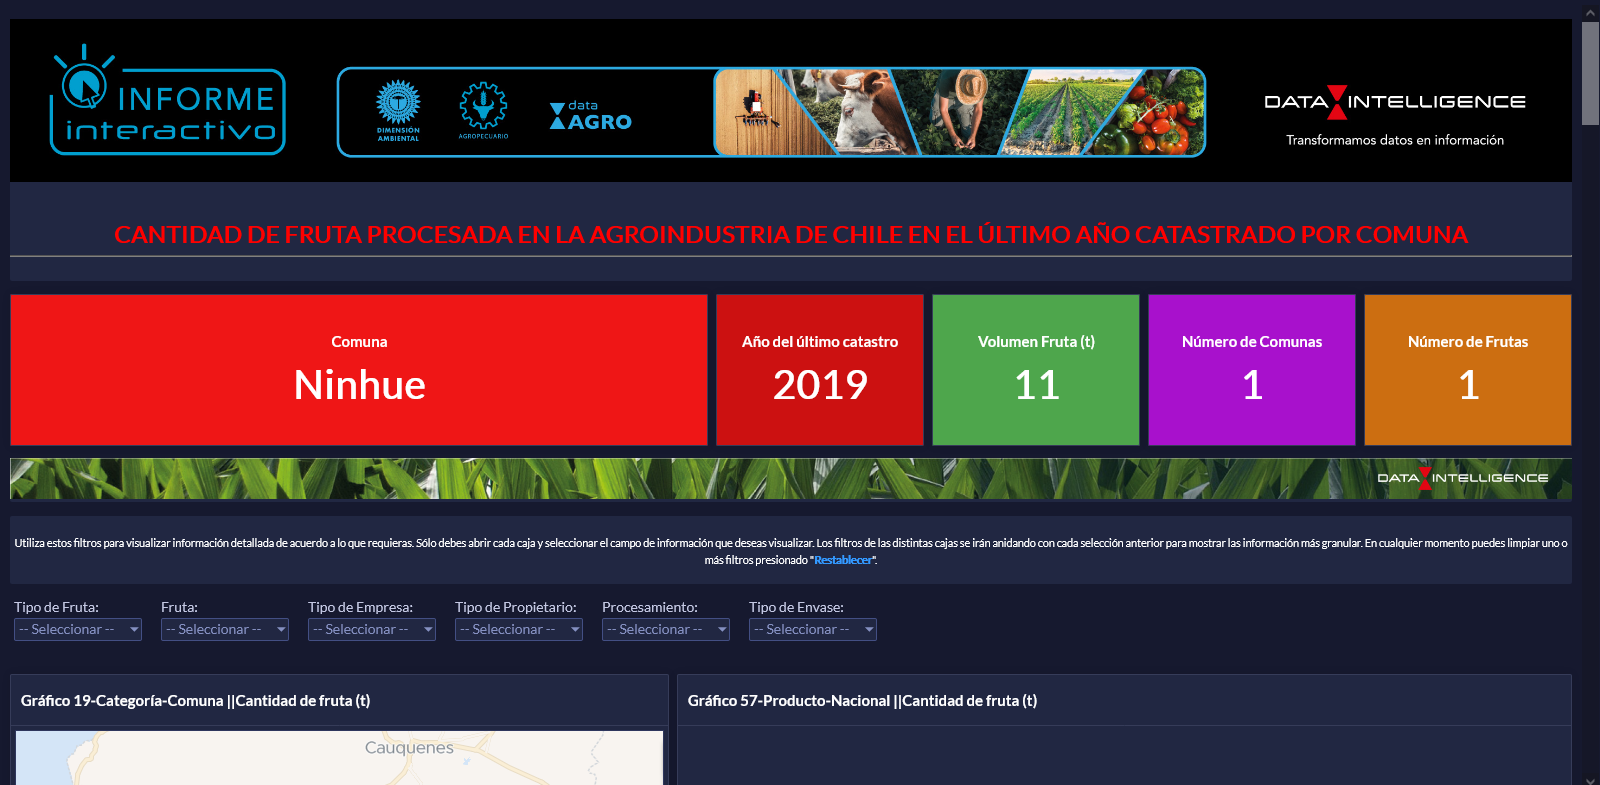 INFORME
interactivo
DIMENSIÓN
AMBIENTAL
AGROPECUARIO
data
AGRO
DATA INTELLIGENCE
Transformamos datos en información
CANTIDAD DE FRUTA PROCESADA EN LA AGROINDUSTRIA DE CHILE EN EL ÚLTIMO AÑO CATASTRADO POR COMUNA
Comuna
Ninhue
Año del último catastro
2019
Volumen Fruta (t)
11
Número de Comunas
1
Número de Frutas
1
DATA INTELLIGENCE
Utiliza estos filtros para visualizar información detallada de acuerdo a lo que requieras. Sólo debes abrir cada caja y seleccionar el campo de información que deseas visualizar. Los filtros de las distintas cajas se irán anidando con cada selección anterior para mostrar las información más granular. En cualquier momento puedes limpiar uno o
más filtros presionado "Restablecer".
Tipo de Fruta: Fruta: Tipo de Empresa: Tipo de Propietario: Procesamiento: Tipo de Envase:
-- Seleccionar -- -- Seleccionar -- -- Seleccionar -- -- Seleccionar -- -- Seleccionar -- -- Seleccionar --
Gráfico 19-Categoría-Comuna ||Cantidad de fruta (t)
Cauquenes
Gráfico 57-Producto-Nacional ||Cantidad de fruta (t)